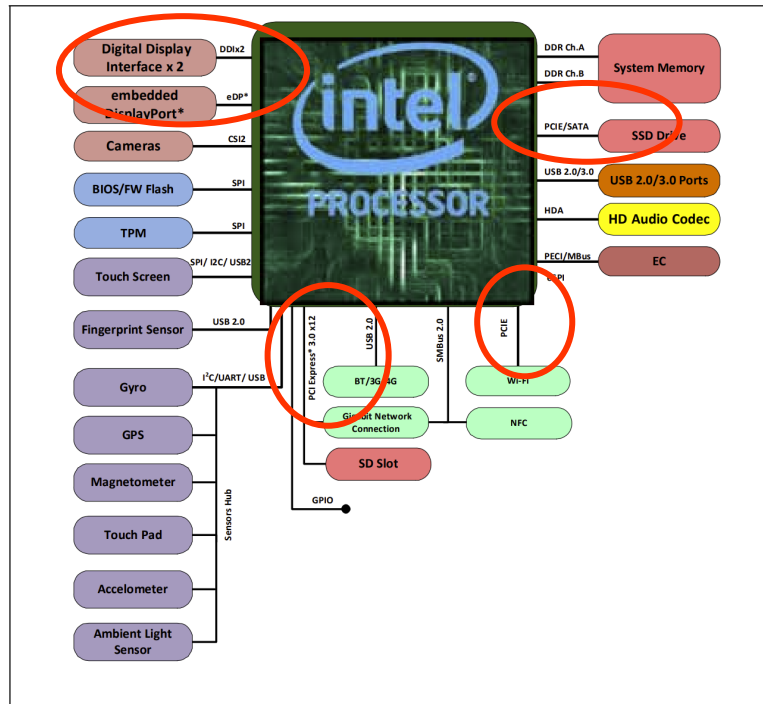 Digital Display
Interface x 2
DDIx2
embedded
DisplayPort*
eDP*
Cameras
CSI2
BIOS/FW Flash
SPI
TPM
SPI
Touch Screen
SPI/ I2C/ USB2
Fingerprint Sensor
USB 2.0
Gyro
I²C/UART/ USB
GPS
Magnetometer
Touch Pad
Accelometer
Ambient Light
Sensor
Sensors Hub
intel
PROCESSOR
DDR Ch.A
DDR Ch.B
System Memory
PCIE/SATA
SSD Drive
USB 2.0/3.0
USB 2.0/3.0 Ports
HDA
HD Audio Codec
PECI/MBus
EC
PCI Express* 3.0 x12
USB 2.0
SMBus 2.0
PCIE
BT/3G/4G
Wi-Fi
Gigabit Network
Connection
NFC
SD Slot
GPIO